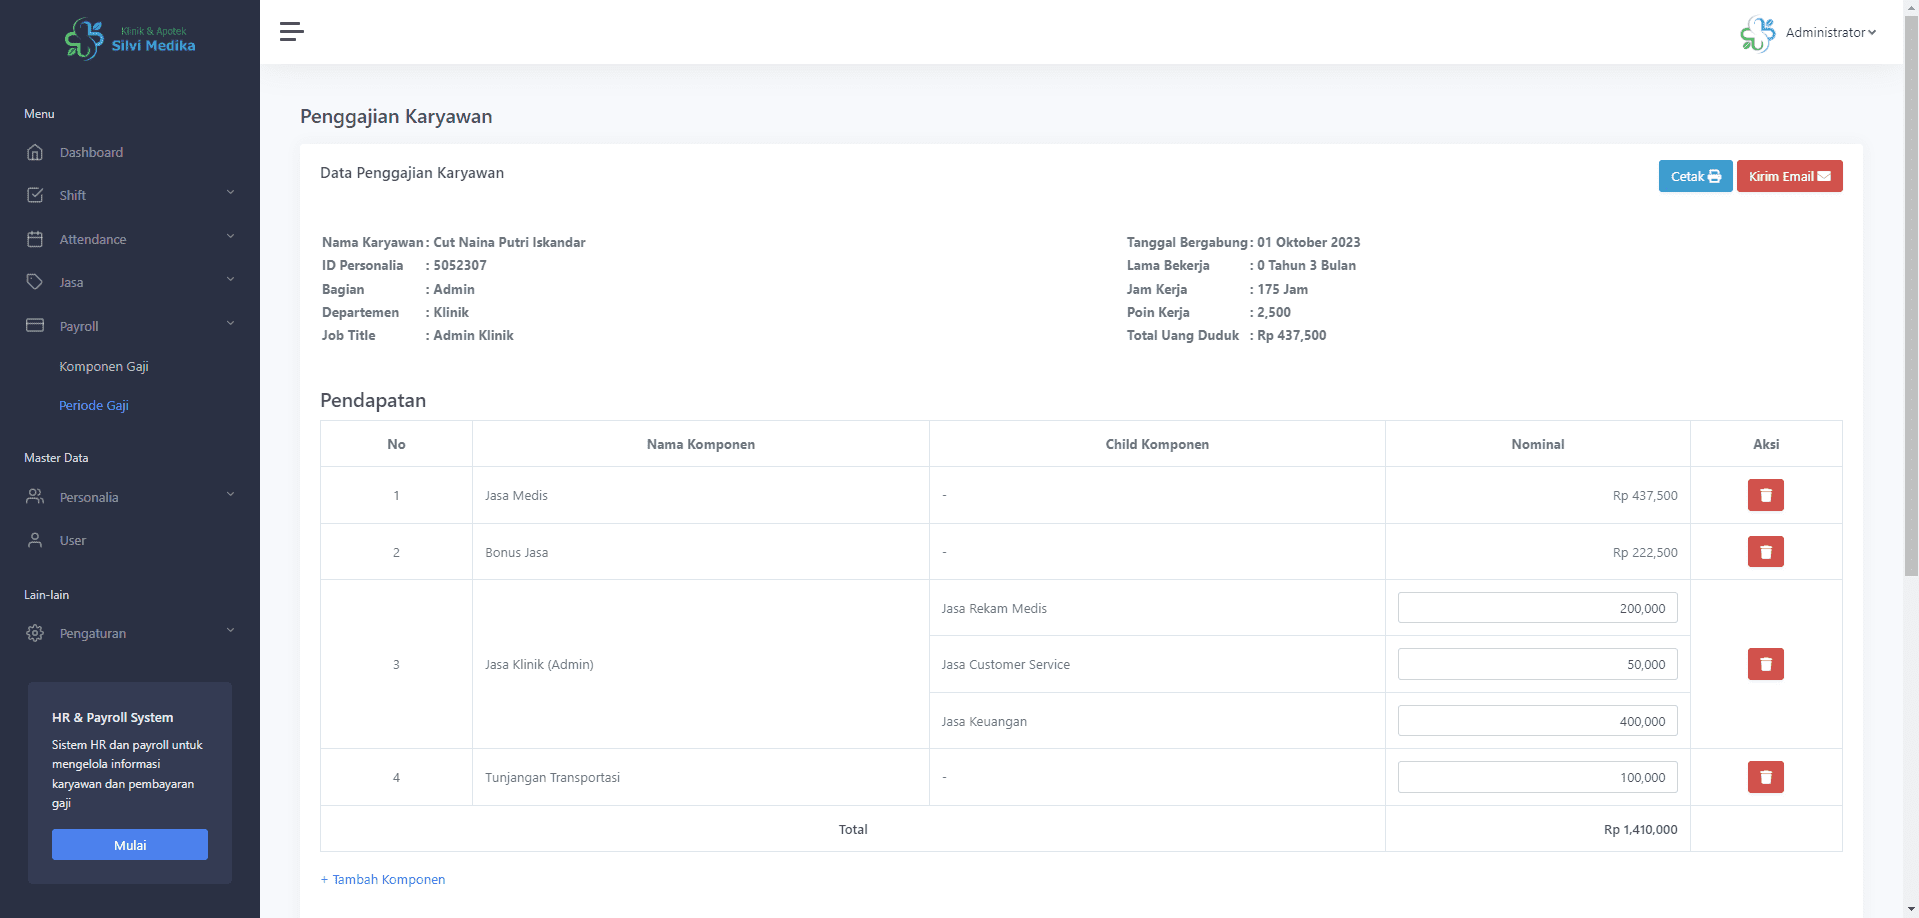 Klinik & Apotek
Silvi Medika
Administrator
Menu
Dashboard
Shift
Attendance
Jasa
Payroll
Komponen Gaji
Periode Gaji
Master Data
Personalia
User
Lain-lain
Pengaturan
HR & Payroll System
Sistem HR dan payroll untuk
mengelola informasi
karyawan dan pembayaran
gaji
Mulai
Penggajian Karyawan
Data Penggajian Karyawan
Cetak
Kirim Email
Nama Karyawan : Cut Naina Putri Iskandar
ID Personalia : 5052307
Bagian : Admin
Departemen : Klinik
Job Title : Admin Klinik
Tanggal Bergabung : 01 Oktober 2023
Lama Bekerja : 0 Tahun 3 Bulan
Jam Kerja : 175 Jam
Poin Kerja : 2,500
Total Uang Duduk : Rp 437,500
Pendapatan
No Nama Komponen Child Komponen Nominal Aksi
1 Jasa Medis - Rp 437,500
2 Bonus Jasa - Rp 222,500
3 Jasa Klinik (Admin) Jasa Rekam Medis 200,000
Jasa Customer Service 50,000
Jasa Keuangan 400,000
4 Tunjangan Transportasi - 100,000
Total Rp 1,410,000
+ Tambah Komponen